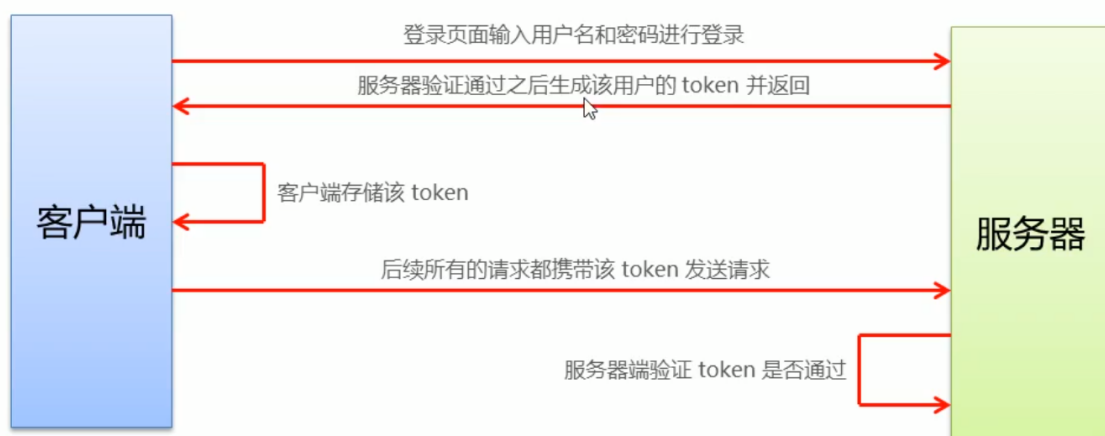 登录页面输入用户名和密码进行登录
服务器验证通过之后生成该用户的 token 并返回
客户端存储该 token
客户端
服务器
后续所有的请求都携带该 token 发送请求
服务器端验证 token 是否通过